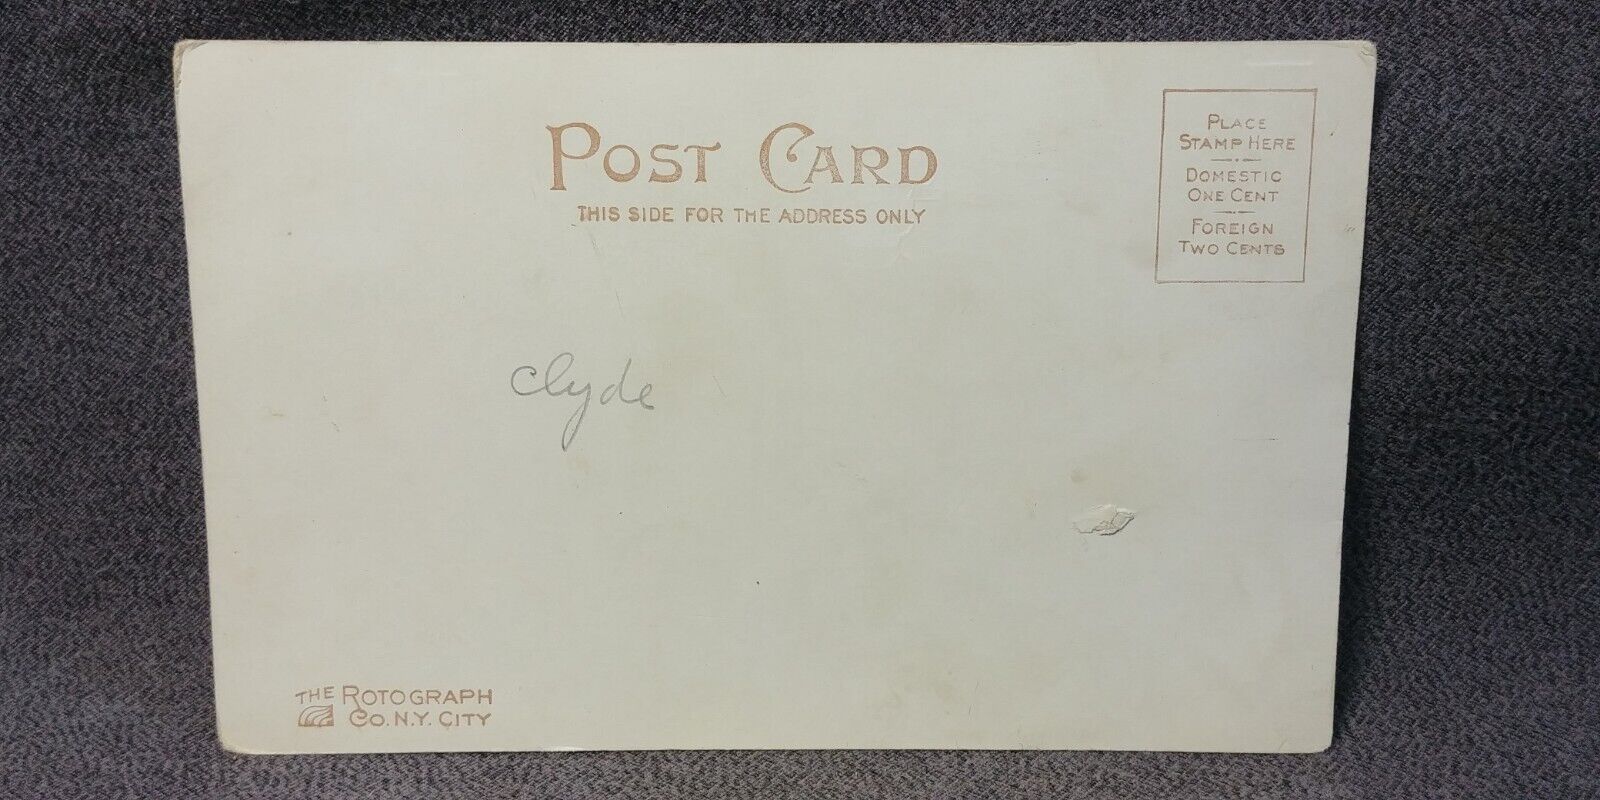 POST CARD
THIS SIDE FOR THE ADDRESS ONLY
PLACE
STAMP HERE
DOMESTIC
ONE CENT
FOREIGN
TWO CENTS
Clyde
THE ROTOGRAPH
CO. N.Y. CITY